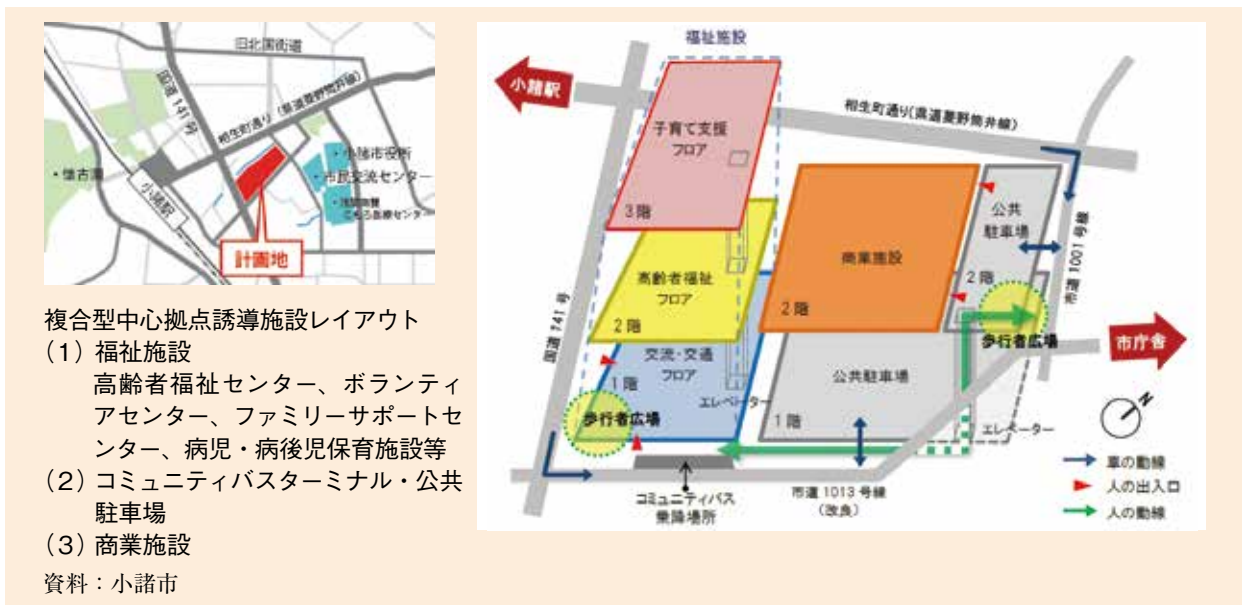 旧北国街道
国道141号
相生町通り（県道菱野筒井線）
・懐古園
小諸駅
・小諸市役所
・市民交流センター
・浅間南麓
こもろ医療センター
計画地
複合型中心拠点誘導施設レイアウト
（1）福祉施設
高齢者福祉センター、ボランティ
アセンター、ファミリーサポートセ
ンター、病児・病後児保育施設等
（2）コミュニティバスターミナル・公共
駐車場
（3）商業施設
資料：小諸市
福祉施設
小諸駅
相生町通り(県道菱野筒井線)
子育て支援
フロア
3階
公共
駐車場
2階
商業施設
2階
高齢者福祉
フロア
2階
市道1001号線
国道141号
交流・交通
フロア
1階
エレベーター
公共駐車場
1階
歩行者広場
歩行者広場
市庁舎
N
エレベーター
コミュニティバス
乗降場所
市道1013号線
（改良）
車の動線
人の出入口
人の動線